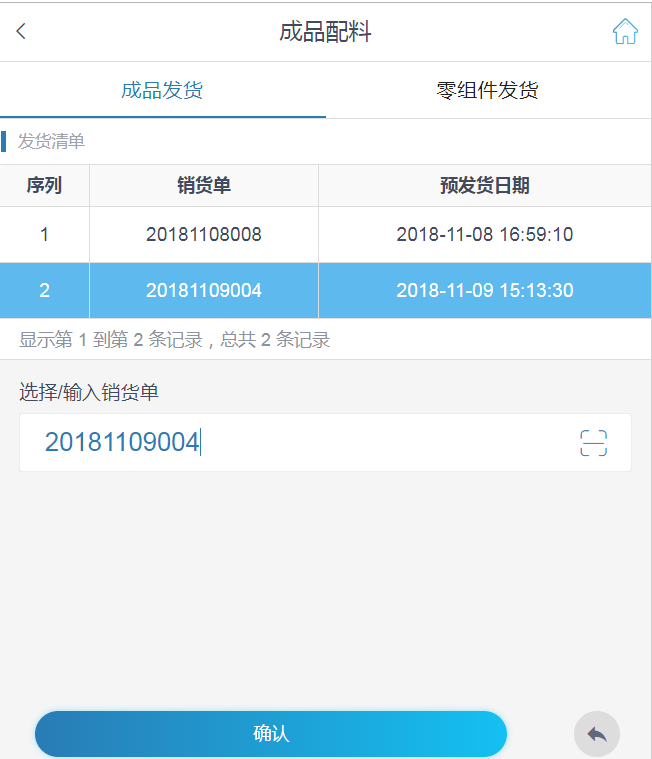 成品配料
成品发货 零组件发货
发货清单
序列 销货单 预发货日期
1 20181108008 2018-11-08 16:59:10
2 20181109004 2018-11-09 15:13:30
显示第 1 到第 2 条记录，总共 2 条记录
选择/输入销货单
20181109004
确认